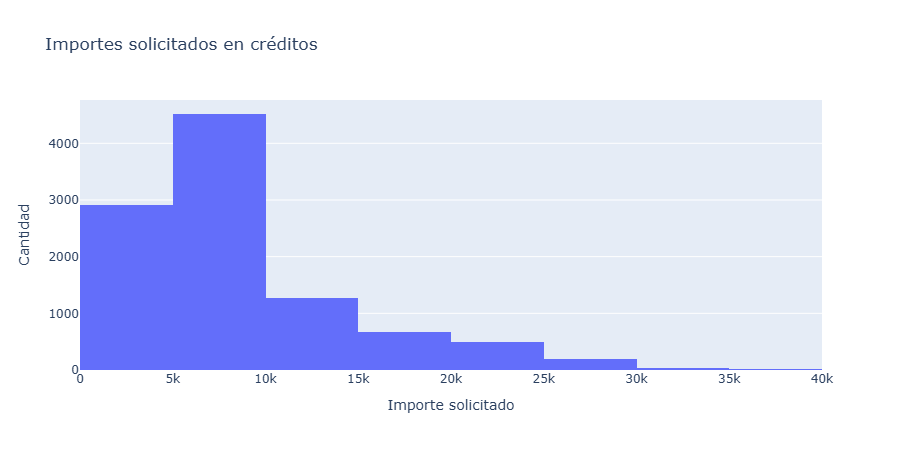 Importes solicitados en créditos
Cantidad
4000
3000
2000
1000
0
0 5k 10k 15k 20k 25k 30k 35k 40k
Importe solicitado